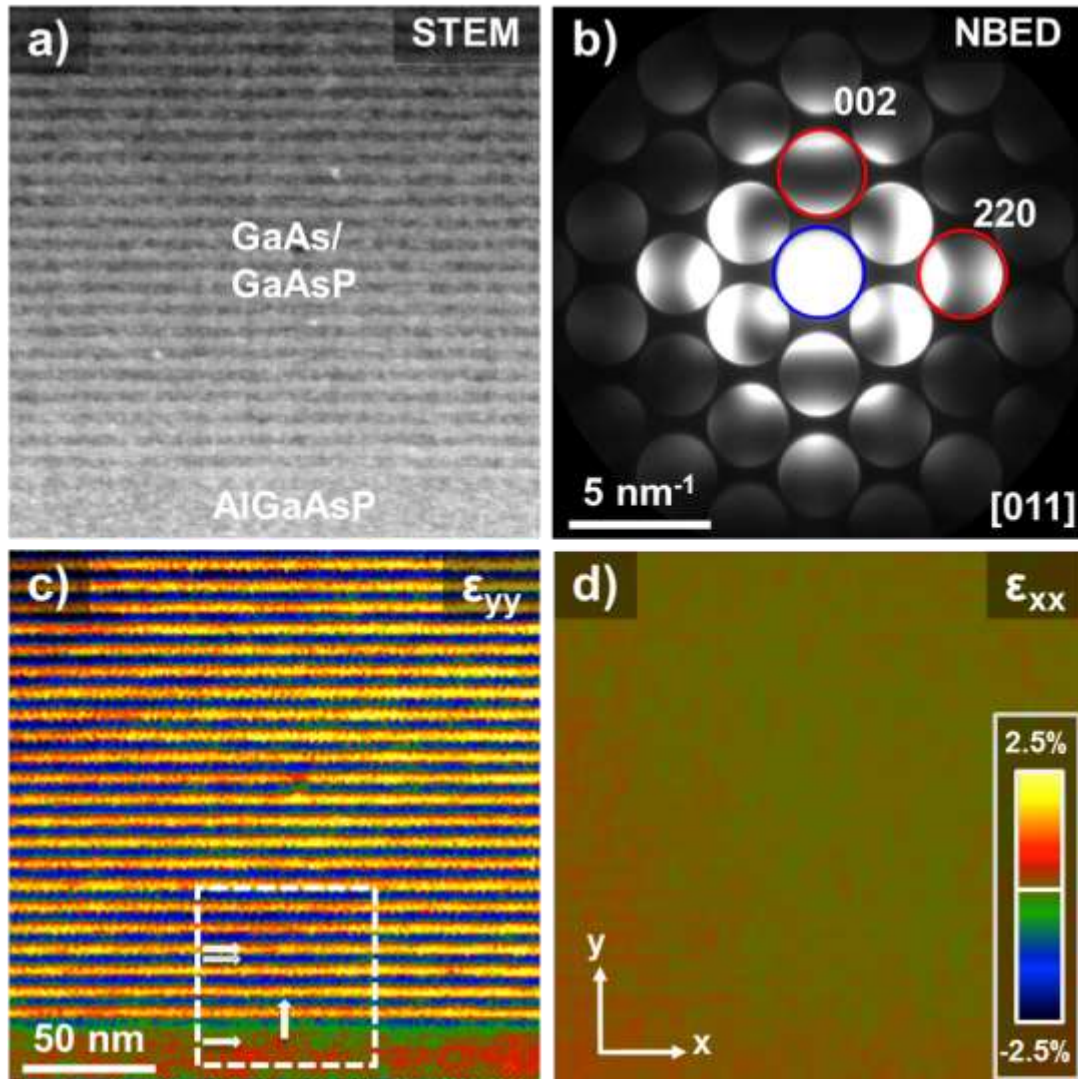 a)
STEM
GaAs/
GaAsP
AlGaAsP
b)
NBED
002
220
5 nm⁻¹
[011]
c)
εyy
50 nm
d)
εxx
y
x
2.5%
-2.5%